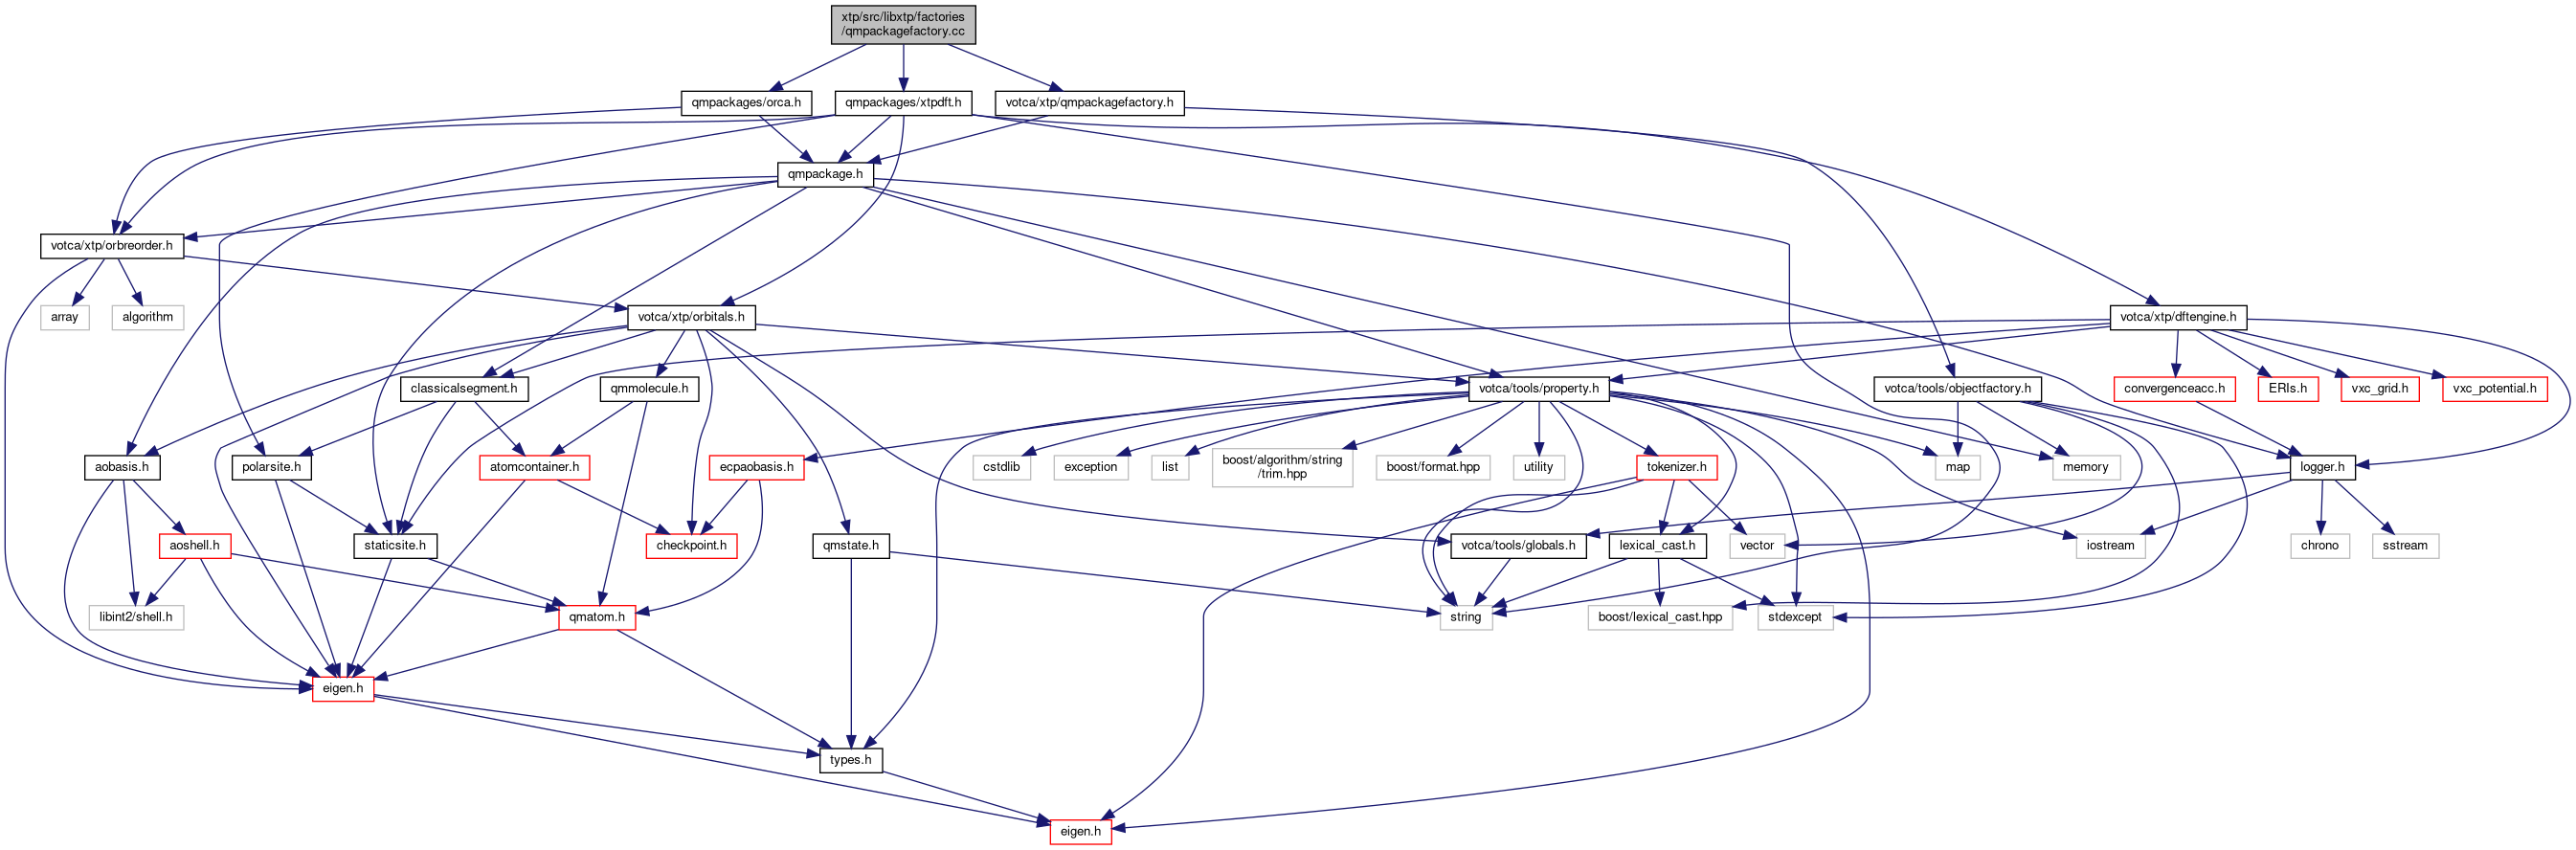 xtp/src/libxtp/factories
/qmpackagefactory.cc
qmpackages/orca.h
qmpackages/xtpdft.h
votca/xtp/qmpackagefactory.h
qmpackage.h
votca/xtp/orbreorder.h
array
algorithm
votca/xtp/orbitals.h
votca/xtp/dftengine.h
classicalsegment.h
qmmolecule.h
votca/tools/property.h
votca/tools/objectfactory.h
convergenceacc.h
ERIs.h
vxc_grid.h
vxc_potential.h
aobasis.h
polarsite.h
atomcontainer.h
ecpaobasis.h
cstdlib
exception
list
boost/algorithm/string
/trim.hpp
boost/format.hpp
utility
tokenizer.h
map
memory
logger.h
aoshell.h
staticsite.h
checkpoint.h
qmstate.h
votca/tools/globals.h
lexical_cast.h
vector
iostream
chrono
sstream
libint2/shell.h
qmatom.h
string
boost/lexical_cast.hpp
stdexcept
eigen.h
types.h
eigen.h